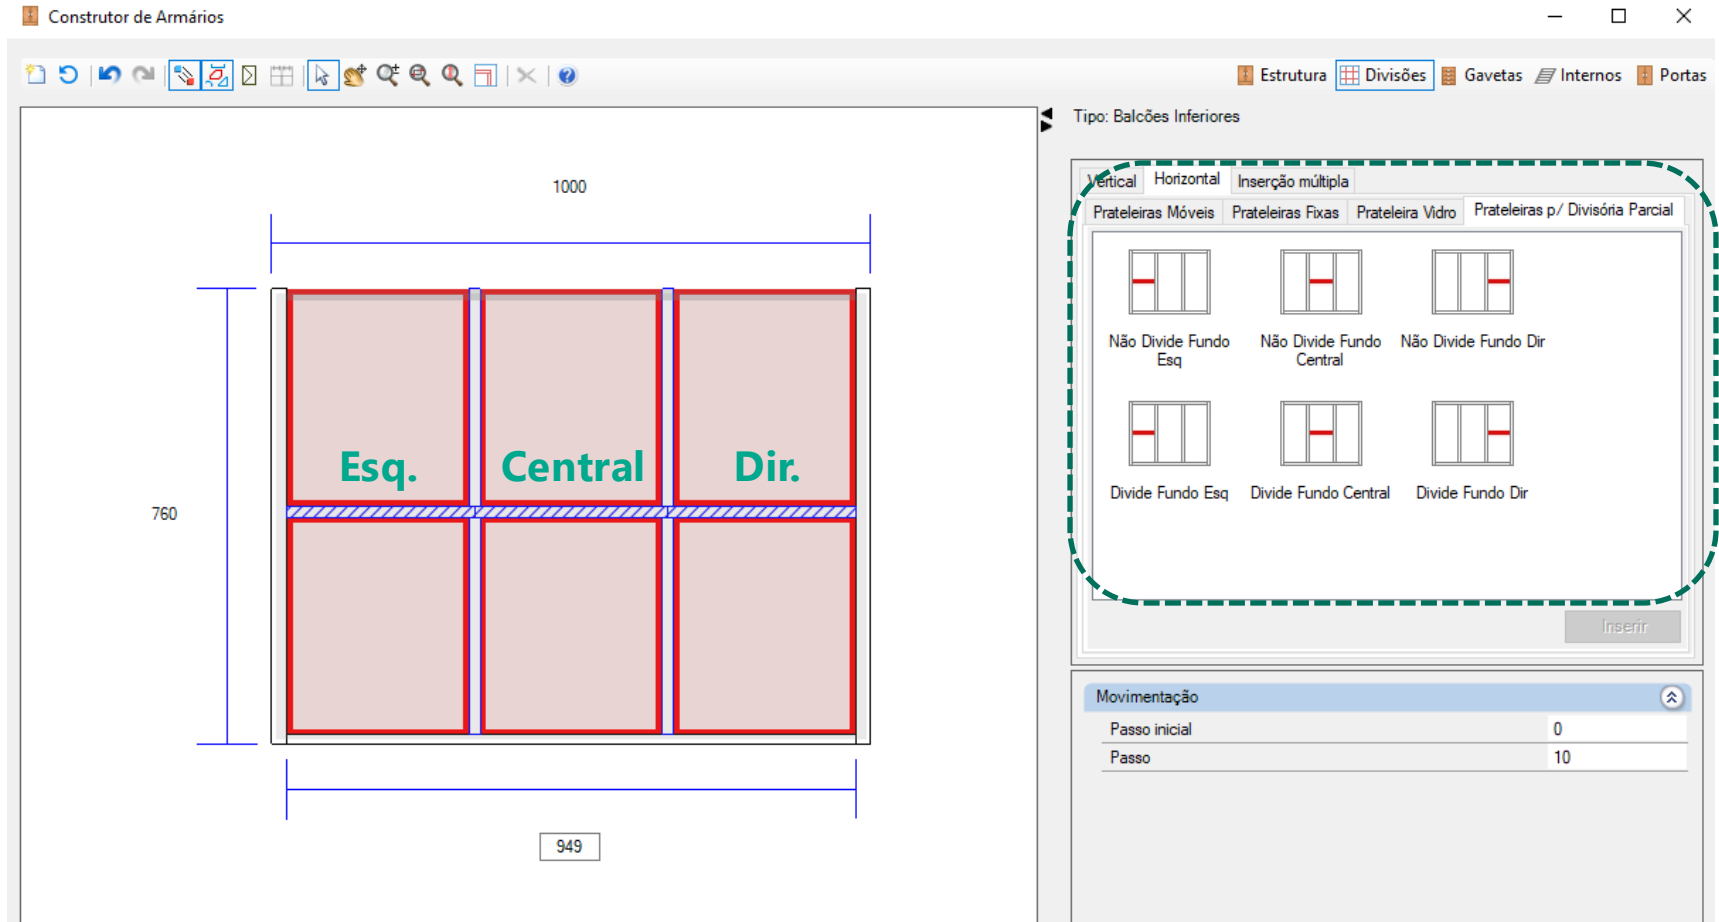 Construtor de Armários
Estrutura Divisões Gavetas Internos Portas
Tipo: Balcões Inferiores
Vertical Horizontal Inserção múltipla
Prateleiras Móveis Prateleiras Fixas Prateleira Vidro Prateleiras p/ Divisória Parcial
Não Divide Fundo
Esq
Não Divide Fundo
Central
Não Divide Fundo Dir
Divide Fundo Esq
Divide Fundo Central
Divide Fundo Dir
Inserir
Movimentação
Passo inicial 0
Passo 10
1000
Esq. Central Dir.
760
949